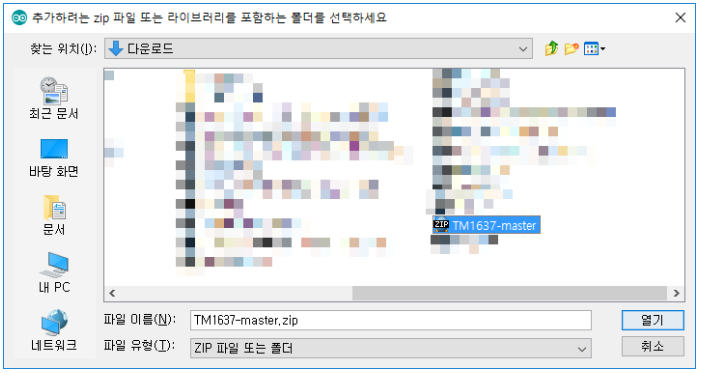 추가하려는 zip 파일 또는 라이브러리를 포함하는 폴더를 선택하세요
찾는 위치(I):
다운로드
최근 문서
바탕 화면
문서
내 PC
네트워크
ZIP
TM1637-master
파일 이름(N):
TM1637-master.zip
열기
파일 유형(T):
ZIP 파일 또는 폴더
취소